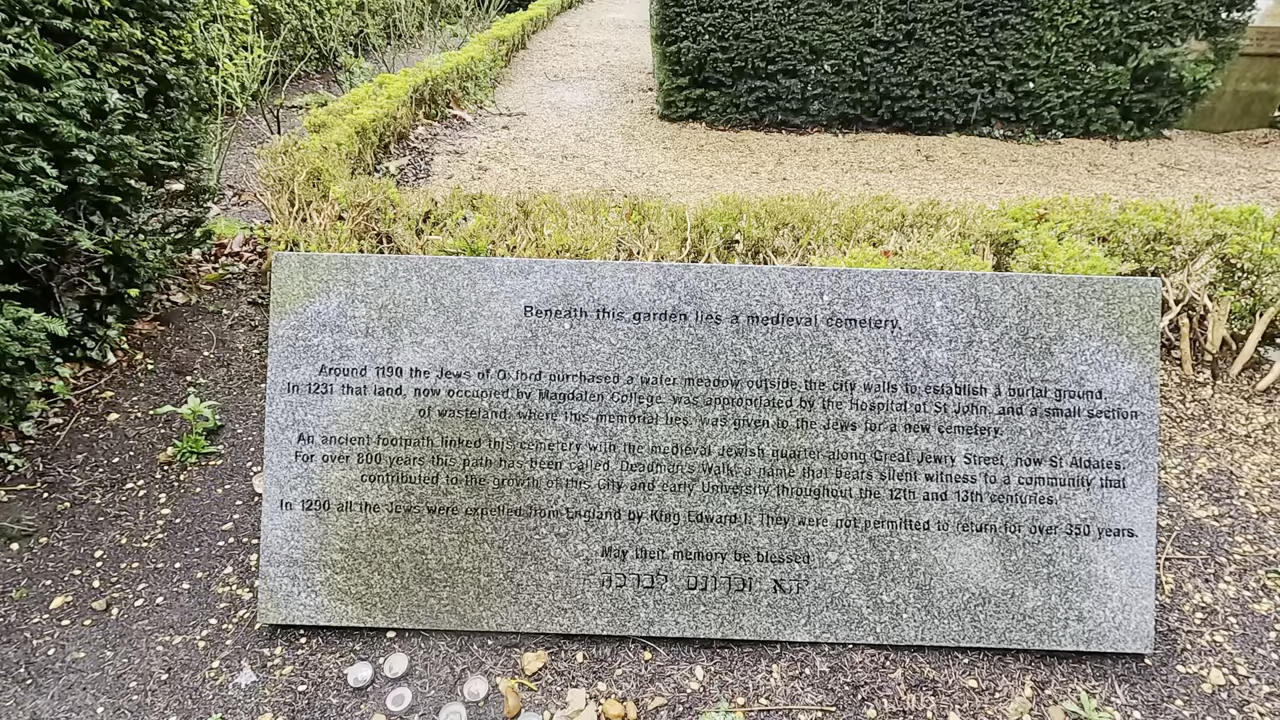 Beneath this garden lies a medieval cemetery.
Around 1190 the Jews of Oxford purchased a water meadow outside the city walls to establish a burial ground.
In 1231 that land, now occupied by Magdalen College, was appropriated by the Hospital of St John, and a small section
of wasteland, where this memorial lies, was given to the Jews for a new cemetery.
An ancient footpath linked this cemetery with the medieval Jewish quarter along Great Jewry Street, now St Aldates.
For over 800 years this path has been called 'Deadman's Walk', a name that bears silent witness to a community that
contributed to the growth of this City and early University throughout the 12th and 13th centuries.
In 1290 all the Jews were expelled from England by King Edward I. They were not permitted to return for over 350 years.
May their memory be blessed
יהא זכרונם לברכה